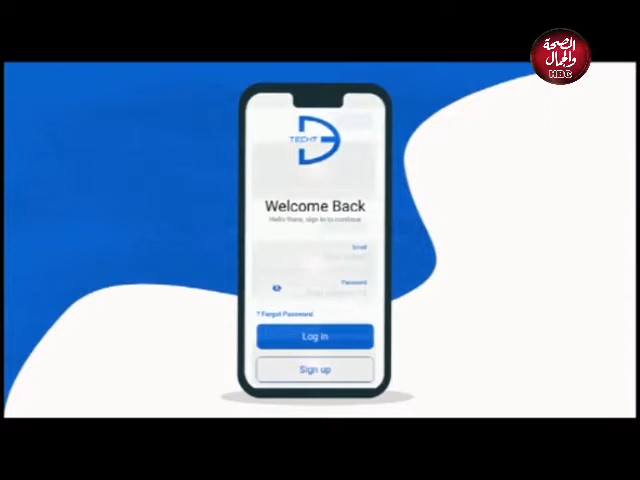 الصحة
والجمال
HBC
TECHT
Welcome Back
Hello there, sign in to continue
Email
Password
? Forgot Password
Log in
Sign up